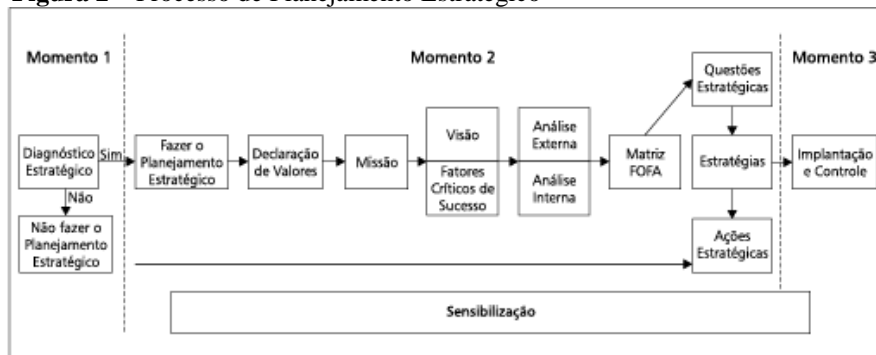 Figura 2 – Processo de Planejamento Estratégico
Momento 1
Momento 2
Momento 3
Diagnóstico
Estratégico
Sim
Não
Não fazer o
Planejamento
Estratégico
Fazer o
Planejamento
Estratégico
Declaração
de Valores
Missão
Visão
Fatores
Críticos de
Sucesso
Análise
Externa
Análise
Interna
Matriz
FOFA
Questões
Estratégicas
Estratégias
Ações
Estratégicas
Implantação
e Controle
Sensibilização